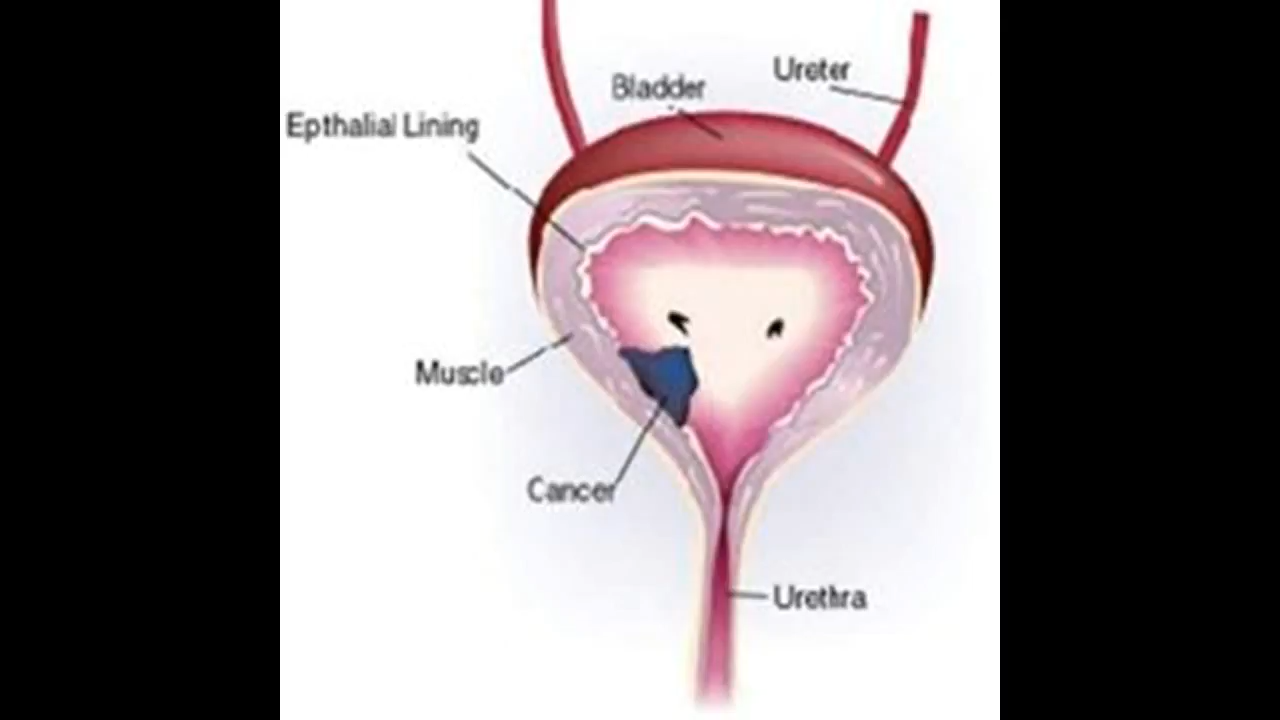 Ureter
Bladder
Epthalial Lining
Muscle
Cancer
Urethra